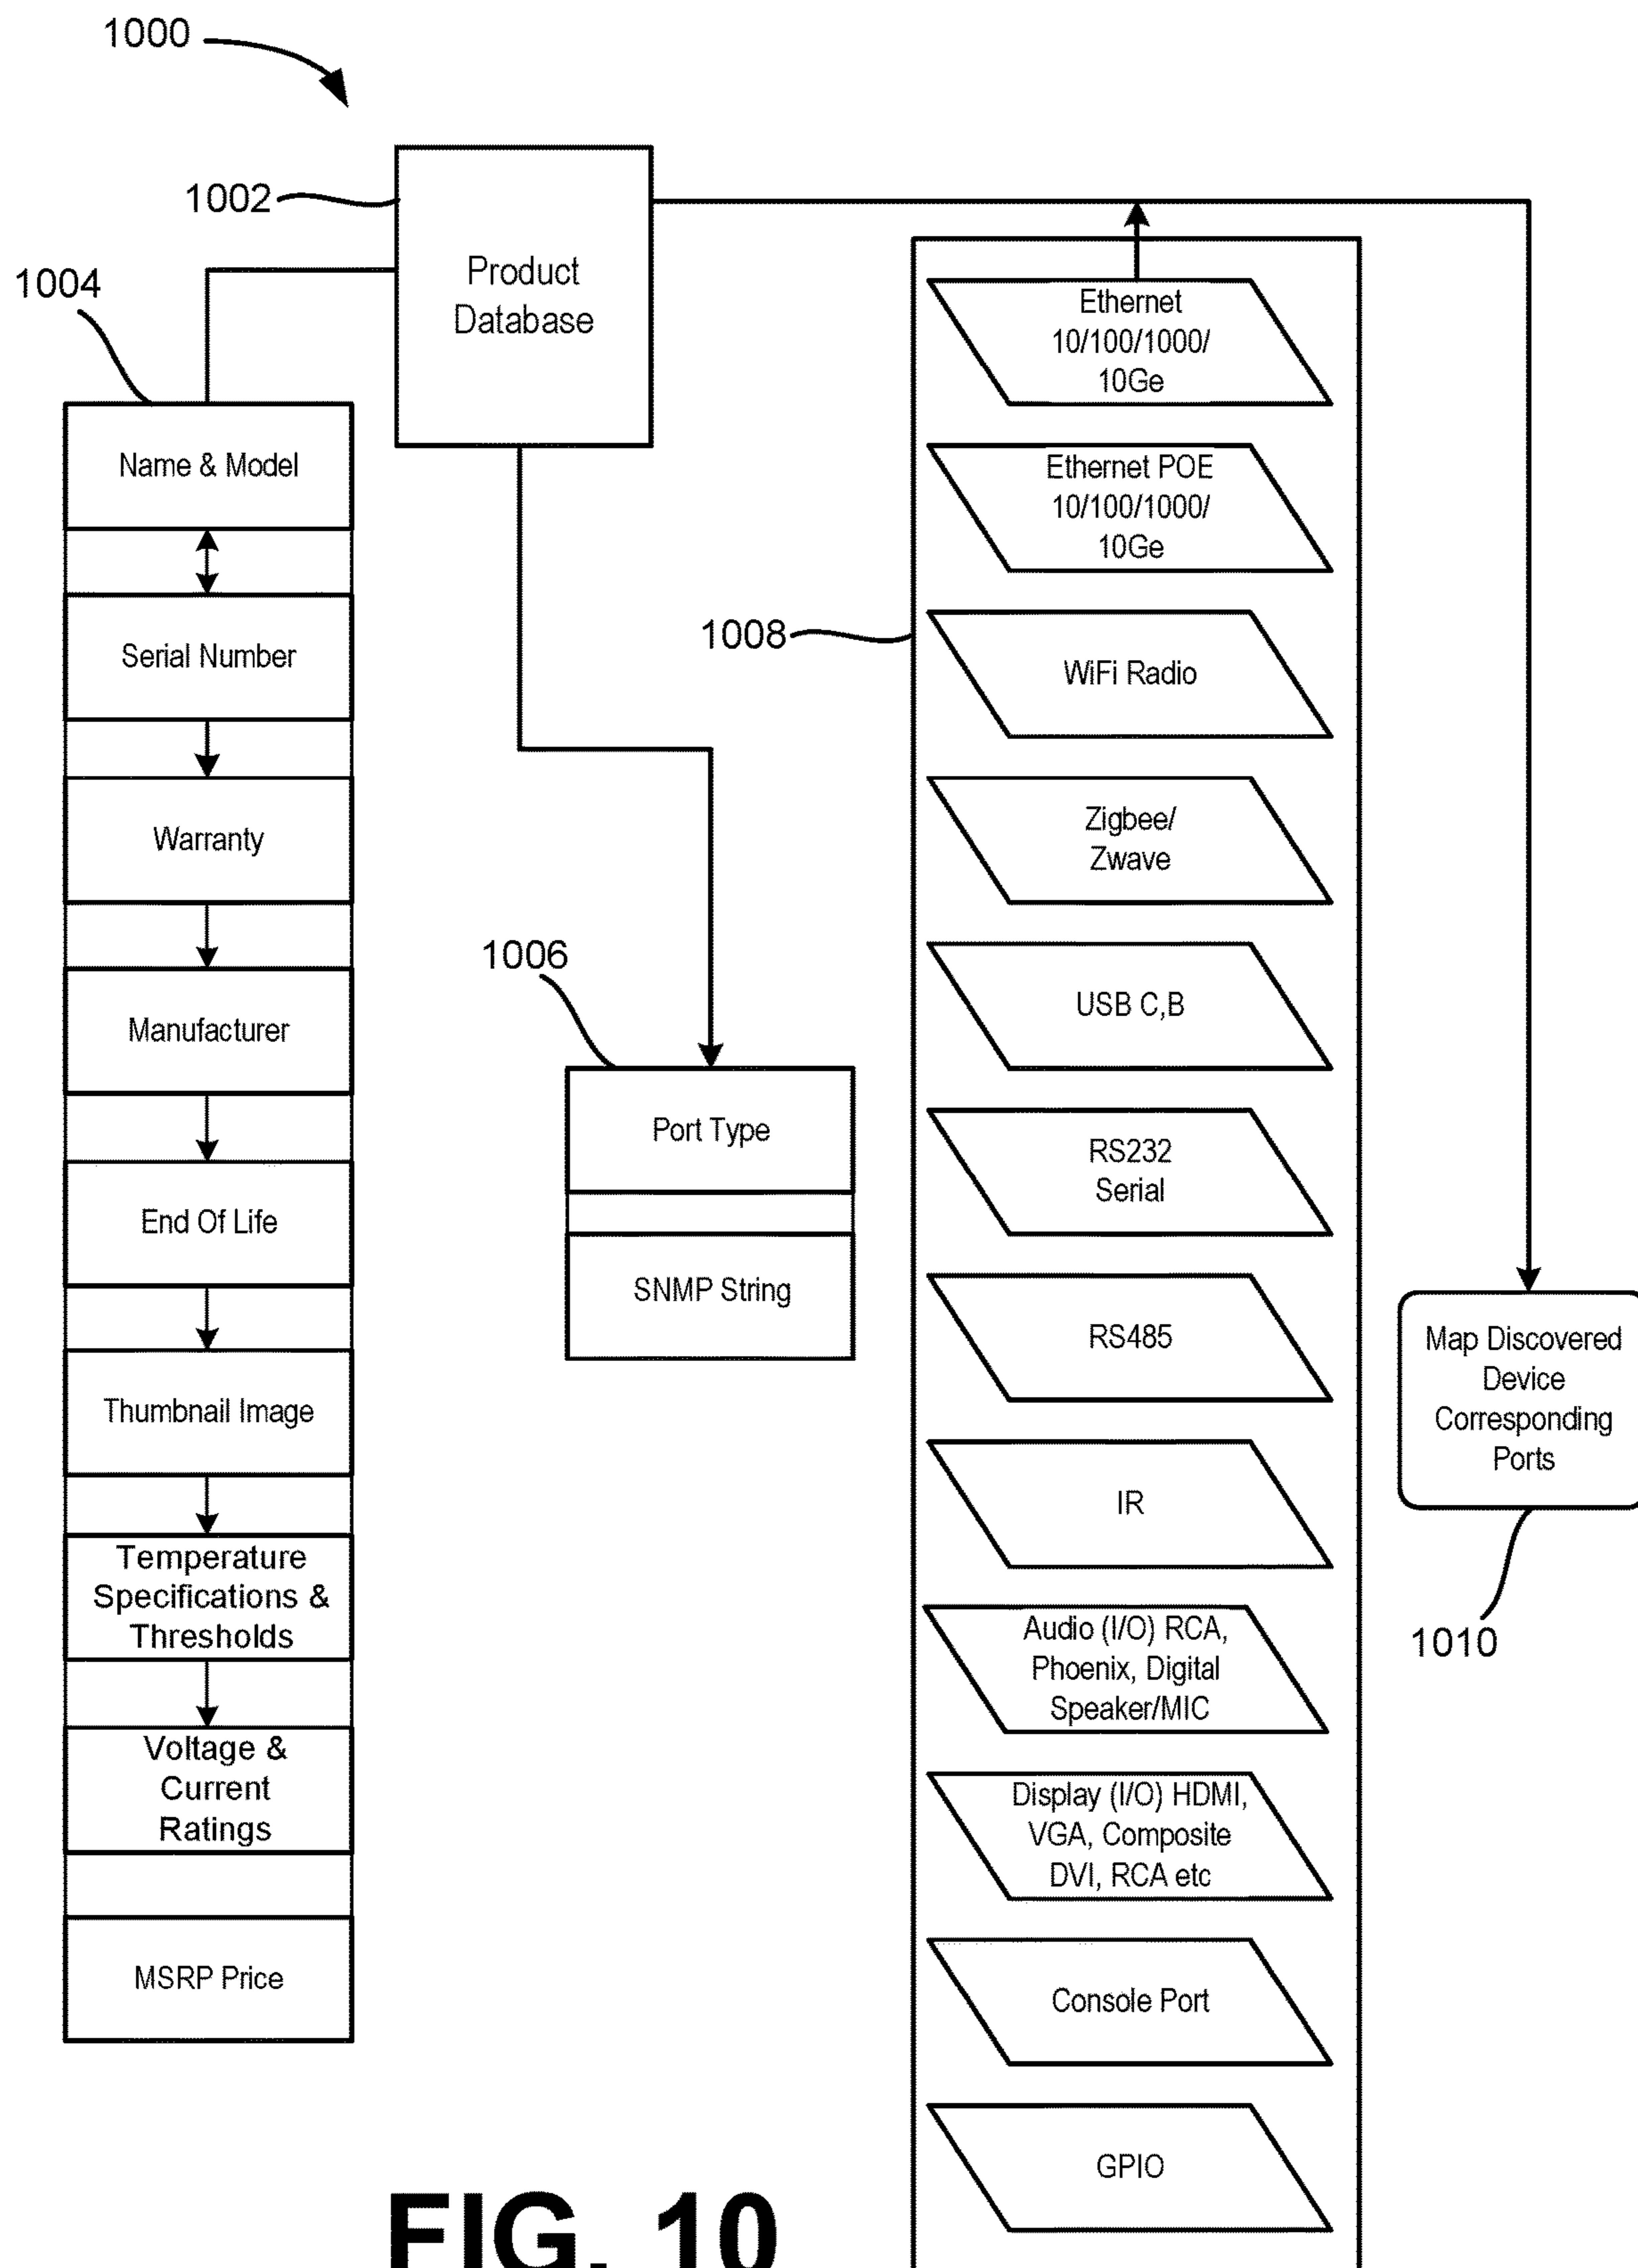 1000
1002
Product
Database
1004
Name & Model
Serial Number
Warranty
Manufacturer
End Of Life
Thumbnail Image
Temperature
Specifications &
Thresholds
Voltage &
Current
Ratings
MSRP Price
1006
Port Type
SNMP String
1008
Ethernet
10/100/1000/
10Ge
Ethernet POE
10/100/1000/
10Ge
WiFi Radio
Zigbee/
Zwave
USB C,B
RS232
Serial
RS485
IR
Audio (I/O) RCA,
Phoenix, Digital
Speaker/MIC
Display (I/O) HDMI,
VGA, Composite
DVI, RCA etc
Console Port
GPIO
Map Discovered
Device
Corresponding
Ports
1010
FIG. 10